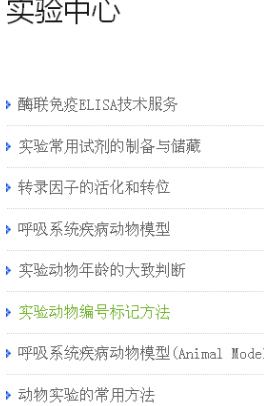 实验中心
酶联免疫ELISA技术服务
实验常用试剂的制备与储藏
转录因子的活化和转位
呼吸系统疾病动物模型
实验动物年龄的大致判断
实验动物编号标记方法
呼吸系统疾病动物模型(Animal Model
动物实验的常用方法